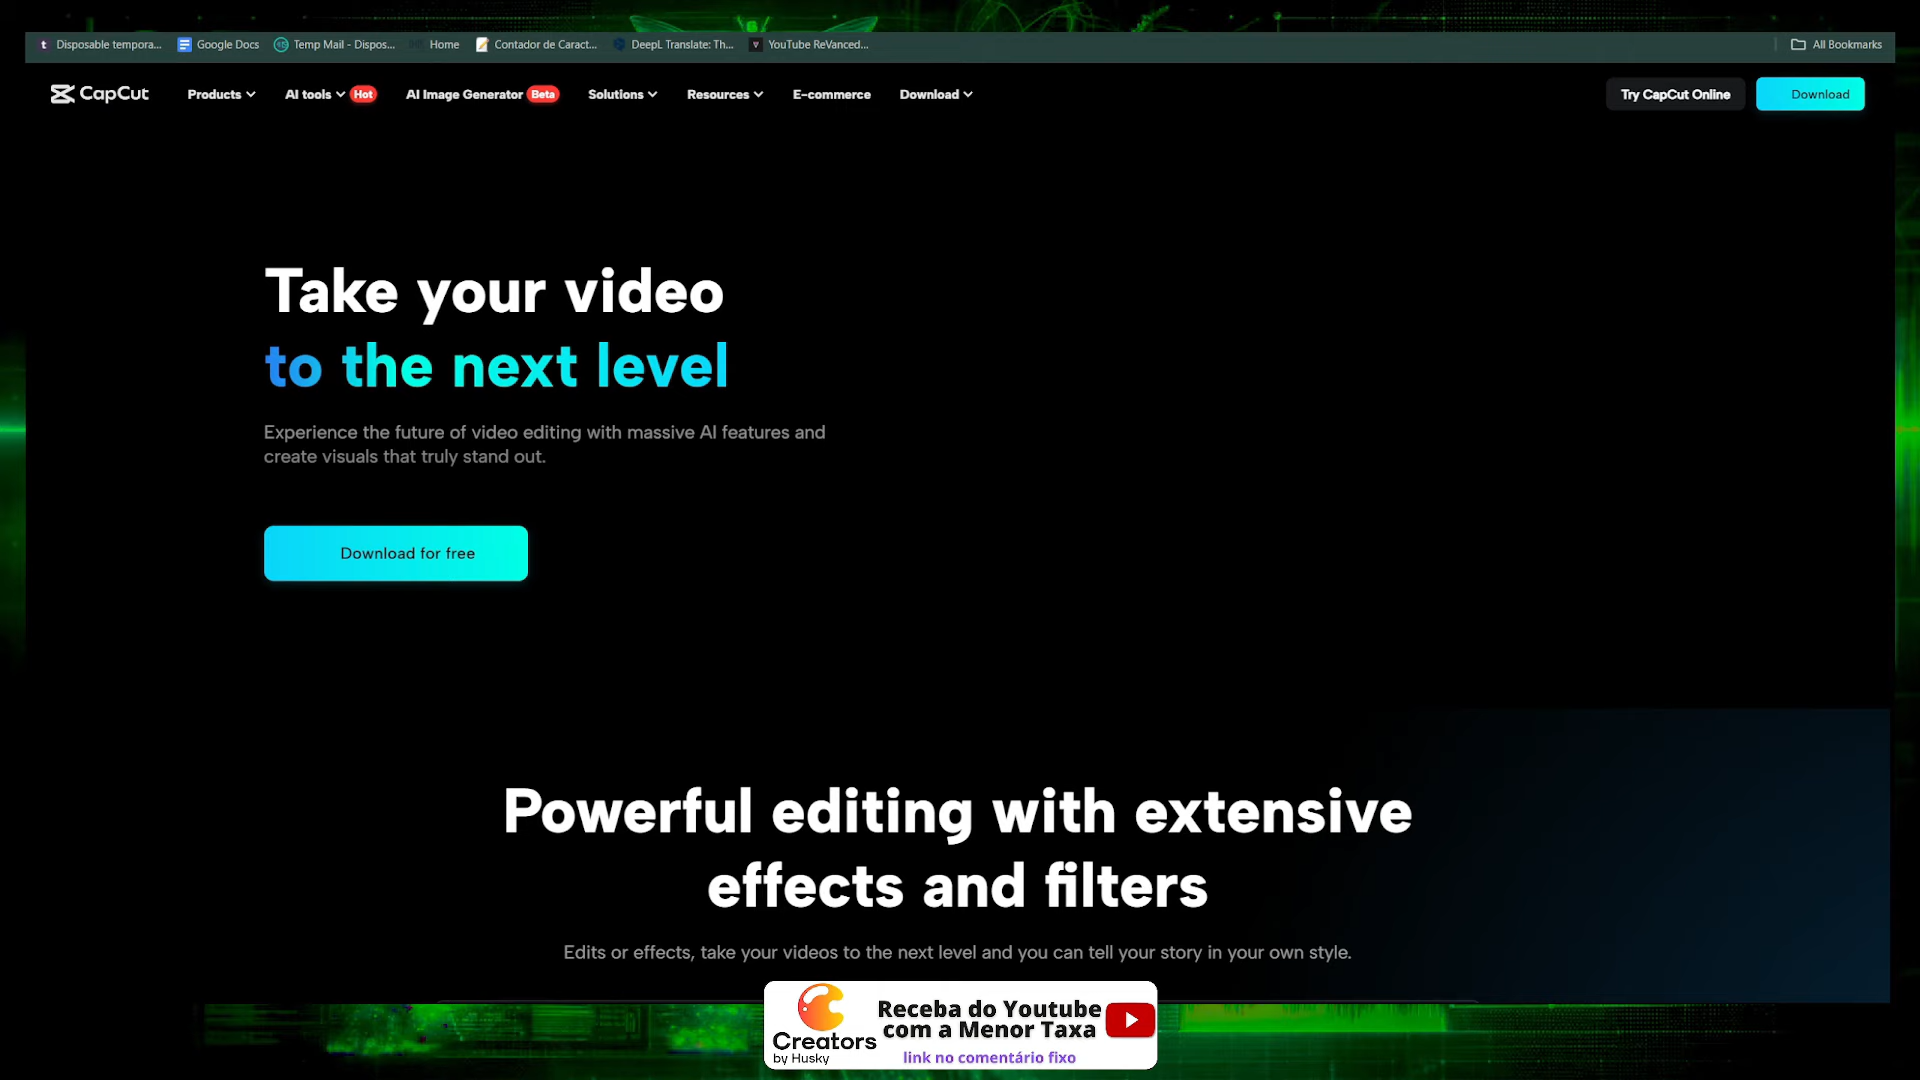 Disposable tempora...
Google Docs
Temp Mail - Dispos...
Home
Contador de Caract...
DeepL Translate: Th...
YouTube ReVanced...
All Bookmarks
CapCut
Products
AI tools
Hot
AI Image Generator
Beta
Solutions
Resources
E-commerce
Download
Try CapCut Online
Download
Take your video
to the next level
Experience the future of video editing with massive AI features and
create visuals that truly stand out.
Download for free
Powerful editing with extensive
effects and filters
Edits or effects, take your videos to the next level and you can tell your story in your own style.
Creators
by Husky
Receba do Youtube
com a Menor Taxa
link no comentário fixo